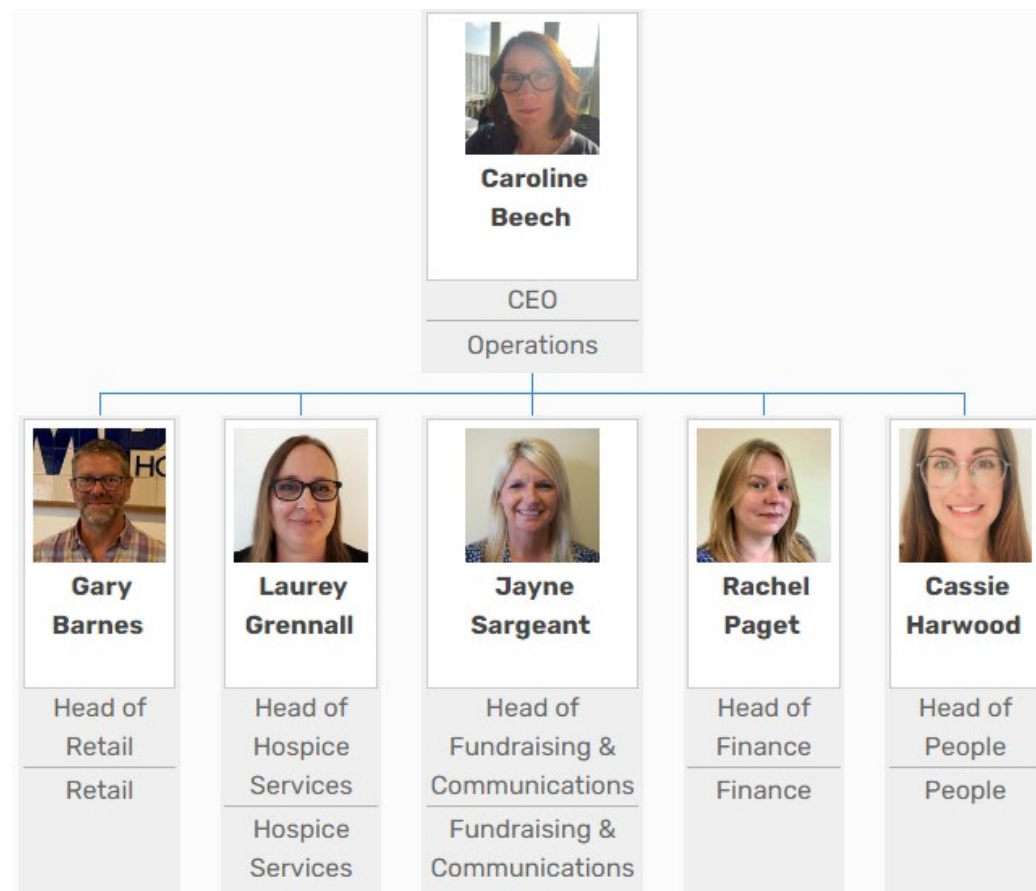 Caroline
Beech
CEO
Operations
HO
Gary
Barnes
Laurey
Grennall
Jayne
Sargeant
Rachel
Paget
Cassie
Harwood
Head of
Retail
Retail
Head of
Hospice
Services
Hospice
Services
Head of
Fundraising &
Communications
Fundraising &
Communications
Head of
Finance
Finance
Head of
People
People